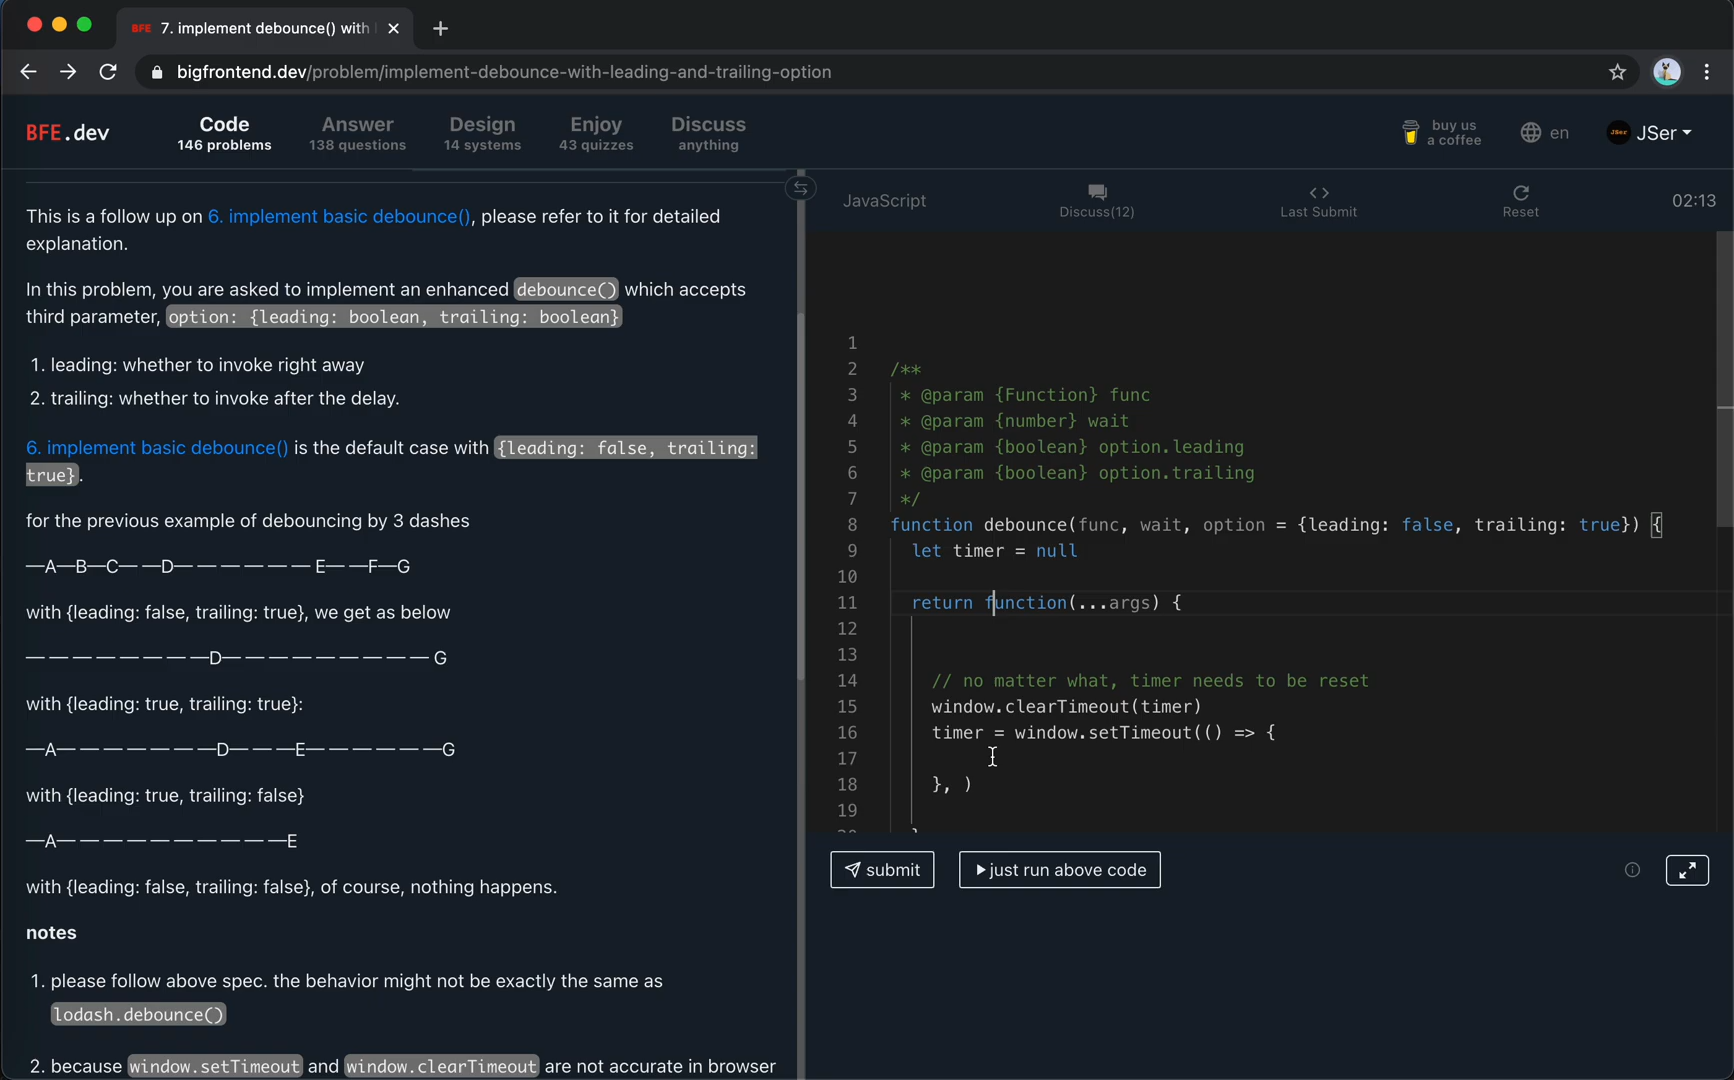 BFE 7. implement debounce() with
bigfrontend.dev/problem/implement-debounce-with-leading-and-trailing-option
BFE.dev
Code
146 problems
Answer
138 questions
Design
14 systems
Enjoy
43 quizzes
Discuss
anything
buy us
a coffee
en
JSer JSer
This is a follow up on 6. implement basic debounce(), please refer to it for detailed
explanation.
In this problem, you are asked to implement an enhanced debounce() which accepts
third parameter, option: {leading: boolean, trailing: boolean}
1. leading: whether to invoke right away
2. trailing: whether to invoke after the delay.
6. implement basic debounce() is the default case with {leading: false, trailing:
true}.
for the previous example of debouncing by 3 dashes
—A—B—C— —D— — — — — — E— —F—G
with {leading: false, trailing: true}, we get as below
— — — — — — — —D— — — — — — — — — G
with {leading: true, trailing: true}:
—A— — — — — — —D— — —E— — — — — —G
with {leading: true, trailing: false}
—A— — — — — — — — — —E
with {leading: false, trailing: false}, of course, nothing happens.
notes
1. please follow above spec. the behavior might not be exactly the same as
lodash.debounce()
2. because window.setTimeout and window.clearTimeout are not accurate in browser
JavaScript
Discuss(12)
Last Submit
Reset
02:13
1
2 /**
3 * @param {Function} func
4 * @param {number} wait
5 * @param {boolean} option.leading
6 * @param {boolean} option.trailing
7 */
8 function debounce(func, wait, option = {leading: false, trailing: true}) {
9 let timer = null
10
11 return function(...args) {
12
13
14 // no matter what, timer needs to be reset
15 window.clearTimeout(timer)
16 timer = window.setTimeout(() => {
17
18 }, )
19
submit
just run above code